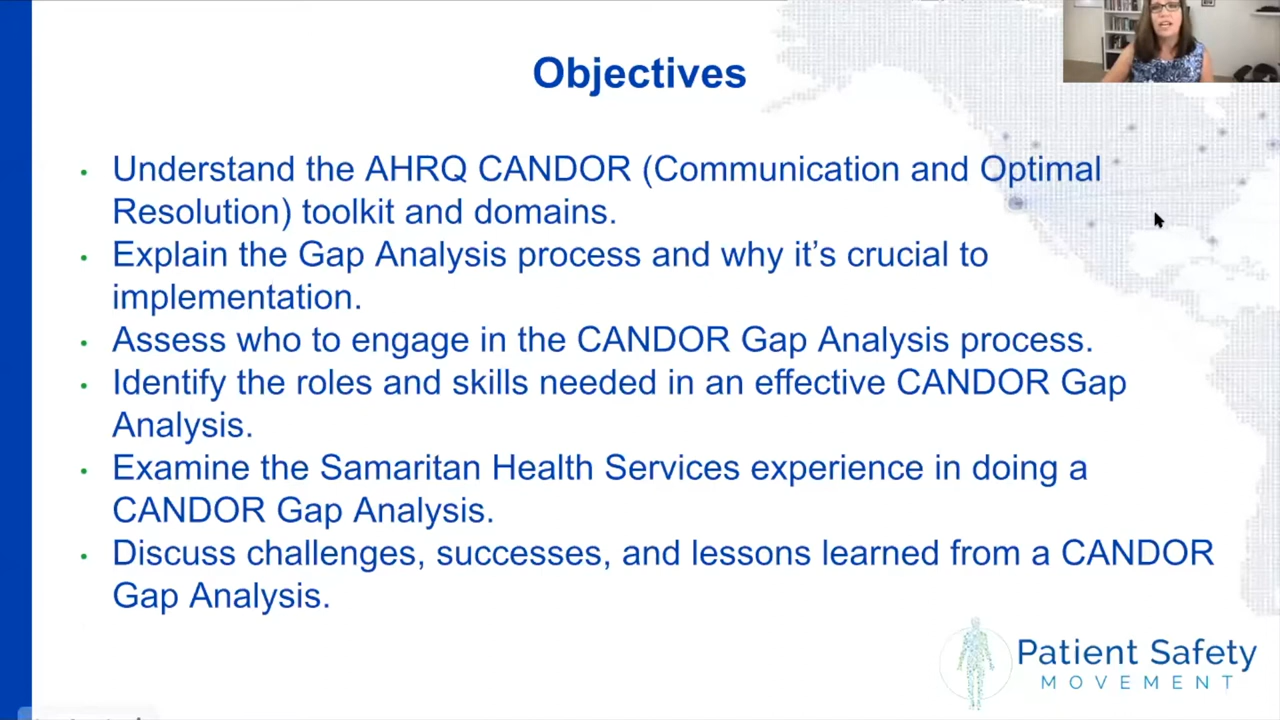 Objectives
• Understand the AHRQ CANDOR (Communication and Optimal
Resolution) toolkit and domains.
• Explain the Gap Analysis process and why it’s crucial to
implementation.
• Assess who to engage in the CANDOR Gap Analysis process.
• Identify the roles and skills needed in an effective CANDOR Gap
Analysis.
• Examine the Samaritan Health Services experience in doing a
CANDOR Gap Analysis.
• Discuss challenges, successes, and lessons learned from a CANDOR
Gap Analysis.
Patient Safety
MOVEMENT